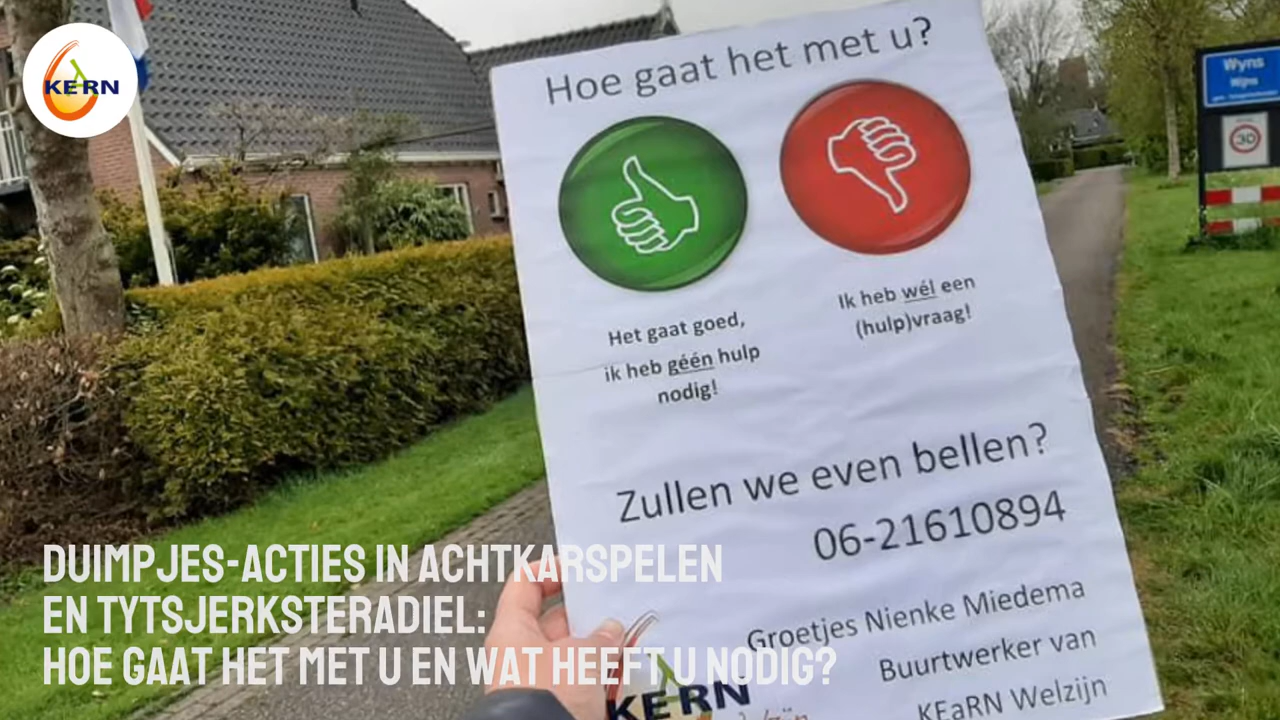 KEaRN
Hoe gaat het met u?
Het gaat goed,
ik heb géén hulp
nodig!
Ik heb wél een
(hulp)vraag!
Zullen we even bellen?
06-21610894
Groetjes Nienke Miedema
Buurtwerker van
KEaRN Welzijn
KEaRN
Wyns
Wijns
30
DUIMPJES-ACTIES IN ACHTKARSPELEN
EN TYTSJERKSTERADIEL:
HOE GAAT HET MET U EN WAT HEEFT U NODIG?